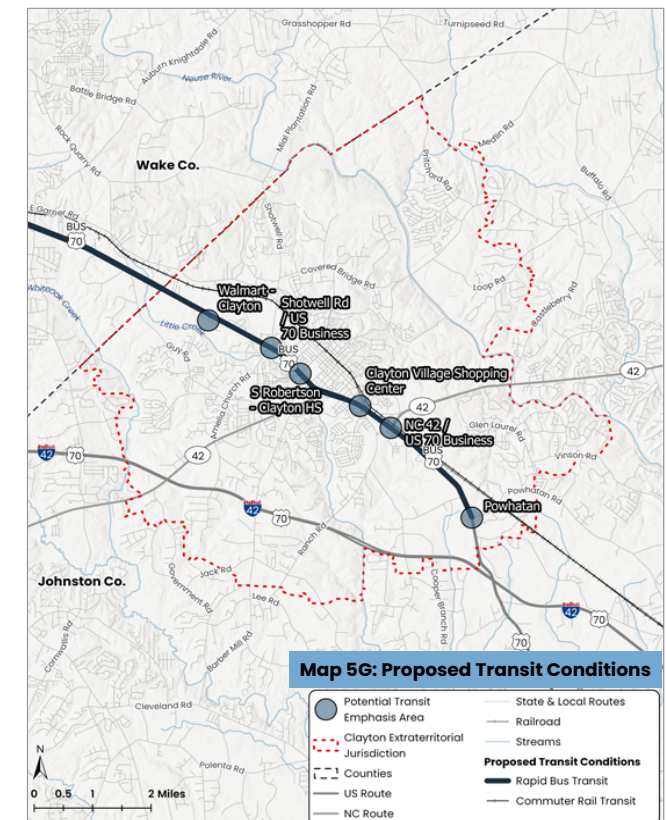 Grasshopper Rd
Turnipseed Rd
Auburn Knightdale Rd
Neuse River
Battle Bridge Rd
Mial Plantation Rd
Rock Quarry Rd
Medlin Rd
Pritchard Rd
Wake Co.
Buffalo Rd
E Garner Rd
Shotwell Rd
BUS
70
Covered Bridge Rd
Loop Rd
Castleberry Rd
Whiteoak Creek
Walmart -
Clayton
Shotwell Rd
/ US
70 Business
Little Creek
BUS
70
Guy Rd
Clayton Village Shopping
Center
42
S Robertson
- Clayton HS
Amelia Church Rd
42
NC 42 /
US 70 Business
Glen Laurel Rd
BUS
70
Vinson Rd
42
70
42
Powhatan Rd
Powhatan
42
70
Ranch Rd
Johnston Co.
Jack Rd
Government Rd
Lee Rd
Cooper Branch Rd
42
70
70
Cornwallis Rd
Barber Mill Rd
Cleveland Rd
Polenta Rd
Map 5G: Proposed Transit Conditions
Potential Transit
Emphasis Area
Clayton Extraterritorial
Jurisdiction
Counties
US Route
NC Route
State & Local Routes
Railroad
Streams
Proposed Transit Conditions
Rapid Bus Transit
Commuter Rail Transit
N
0 0.5 1 2 Miles